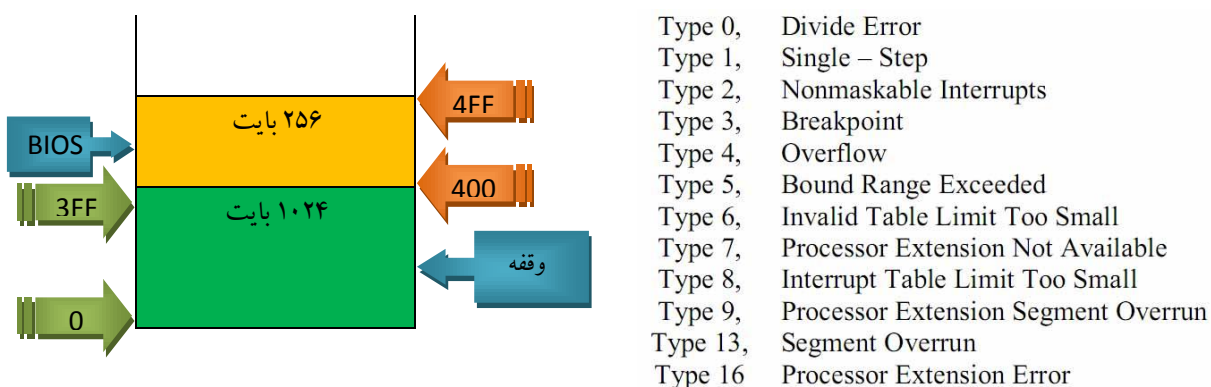 4FF
۲۵۶ بایت
BIOS
400
3FF
۱۰۲۴ بایت
وقفه
0
Type 0, Divide Error
Type 1, Single – Step
Type 2, Nonmaskable Interrupts
Type 3, Breakpoint
Type 4, Overflow
Type 5, Bound Range Exceeded
Type 6, Invalid Table Limit Too Small
Type 7, Processor Extension Not Available
Type 8, Interrupt Table Limit Too Small
Type 9, Processor Extension Segment Overrun
Type 13, Segment Overrun
Type 16 Processor Extension Error